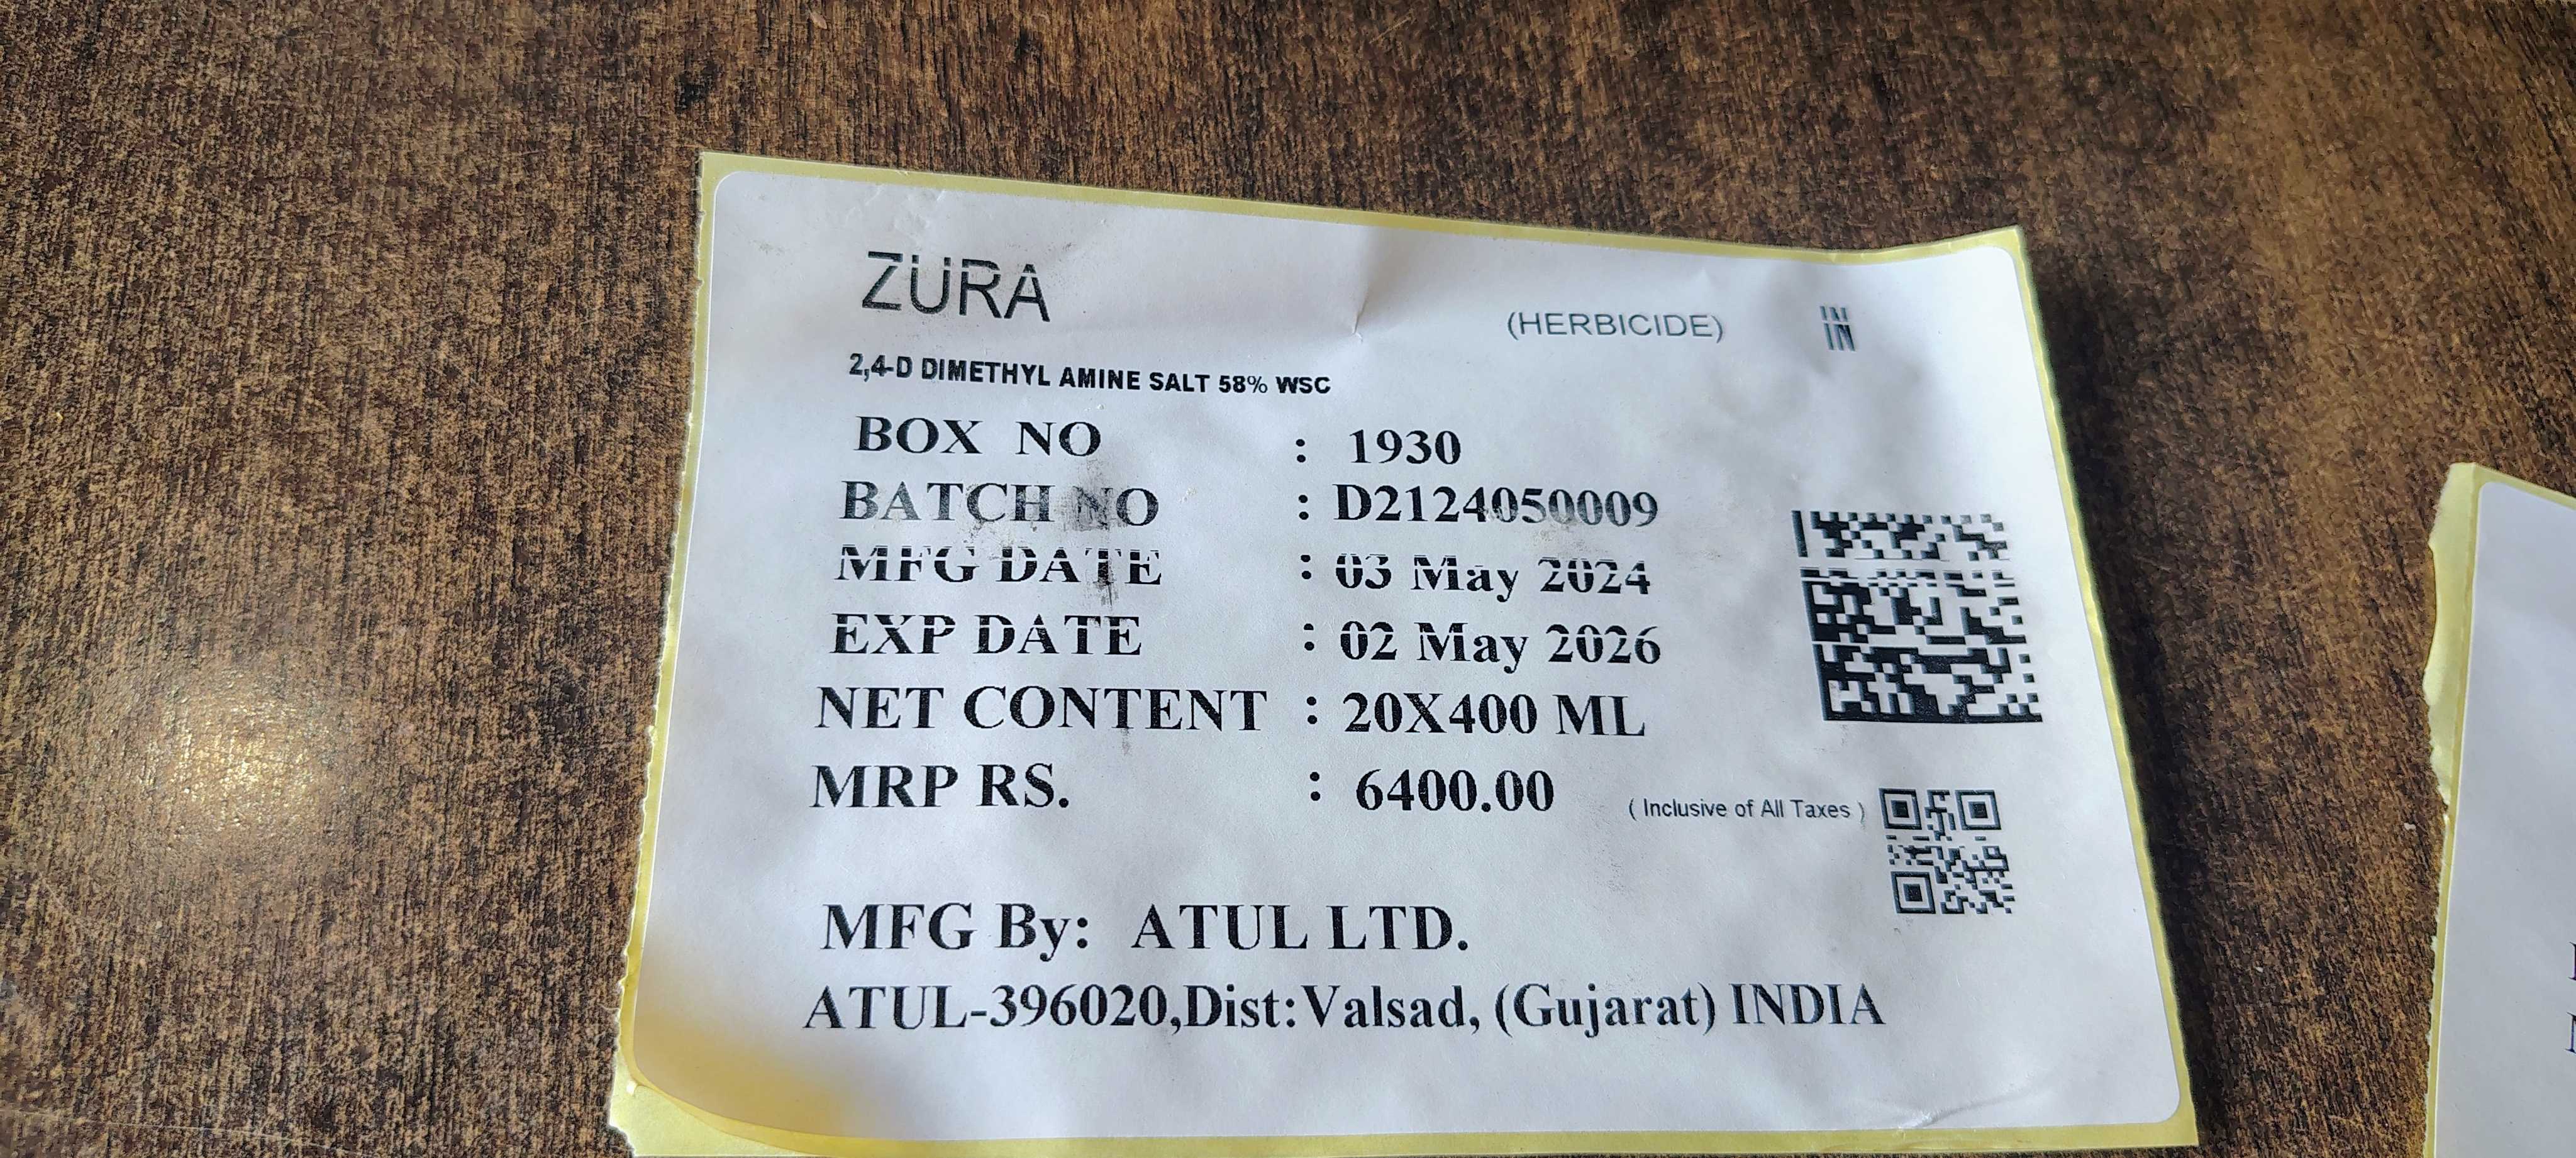 ZURA
(HERBICIDE)
IN
2,4-D DIMETHYL AMINE SALT 58% WSC
BOX NO : 1930
BATCH NO : D2124050009
MFG DATE : 03 May 2024
EXP DATE : 02 May 2026
NET CONTENT : 20X400 ML
MRP RS. : 6400.00 ( Inclusive of All Taxes )
MFG By: ATUL LTD.
ATUL-396020,Dist:Valsad, (Gujarat) INDIA